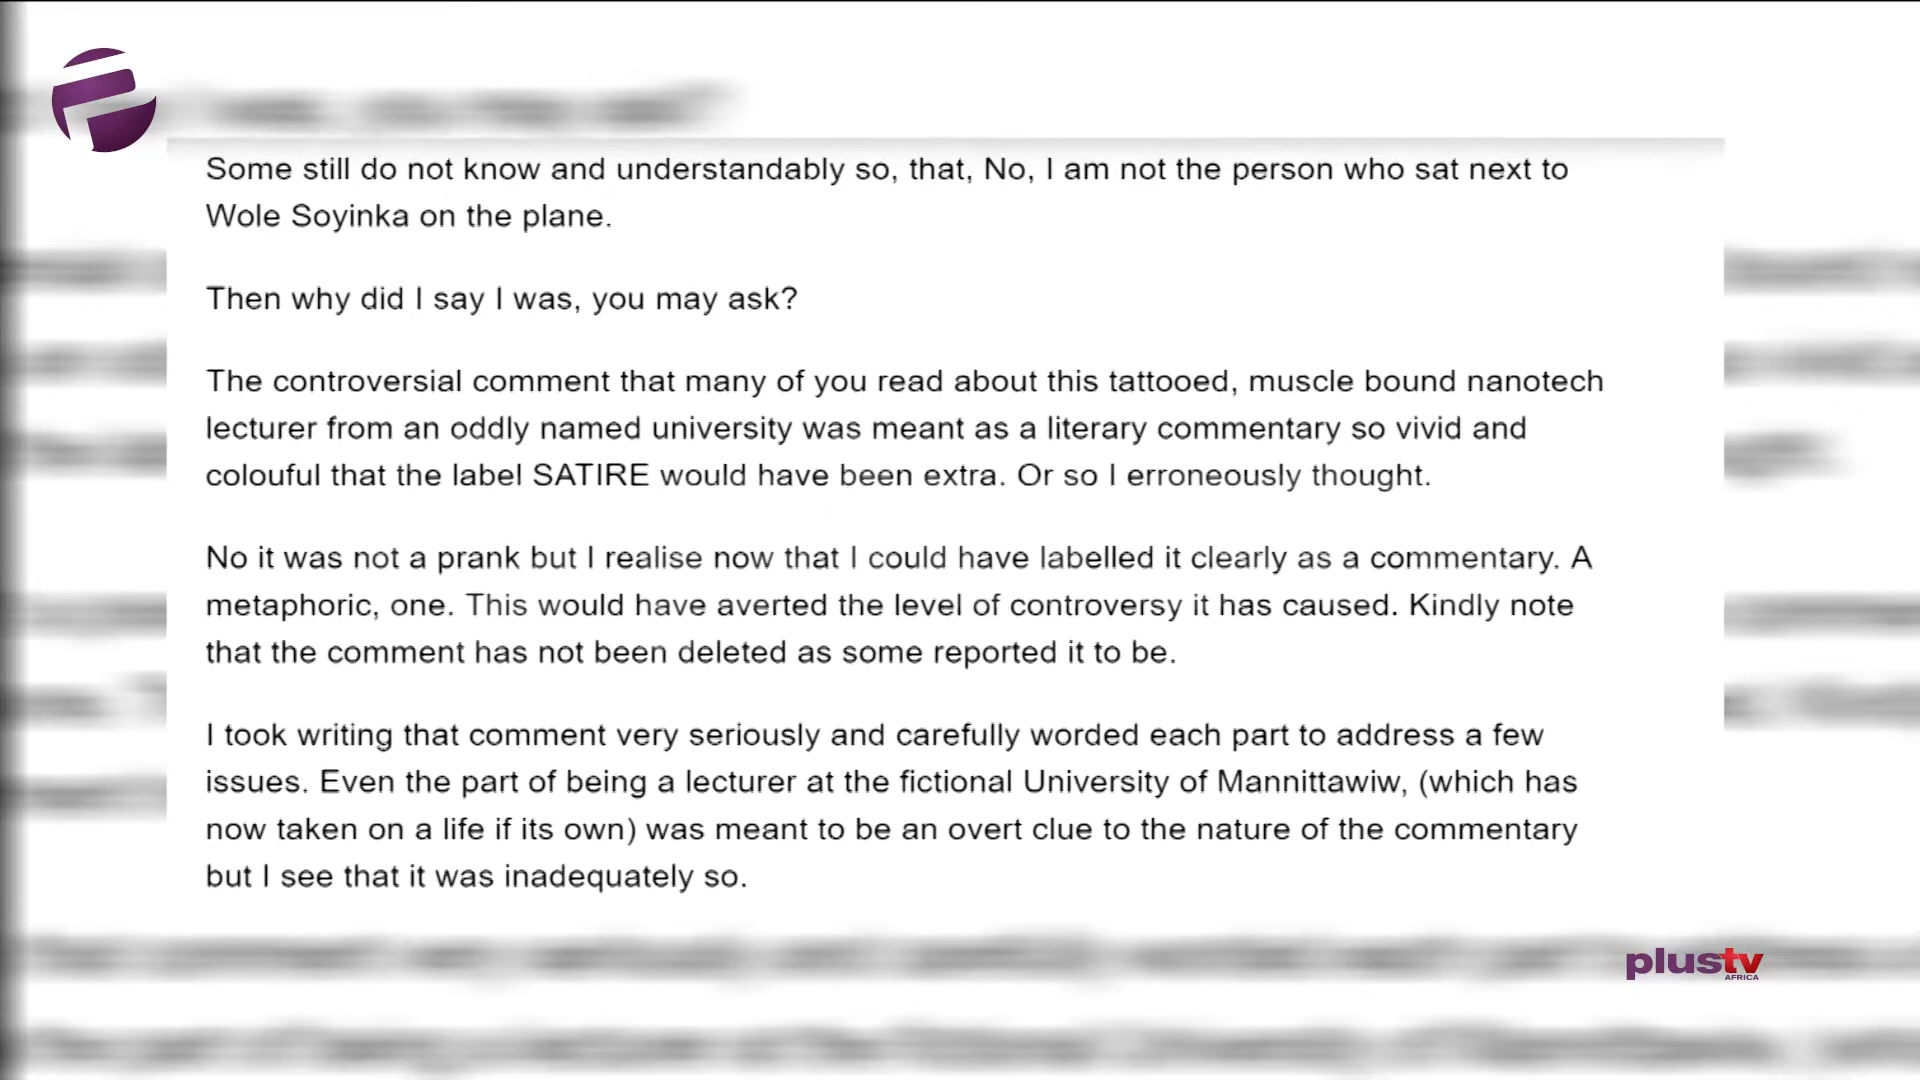 Some still do not know and understandably so, that, No, I am not the person who sat next to
Wole Soyinka on the plane.
Then why did I say I was, you may ask?
The controversial comment that many of you read about this tattooed, muscle bound nanotech
lecturer from an oddly named university was meant as a literary commentary so vivid and
colouful that the label SATIRE would have been extra. Or so I erroneously thought.
No it was not a prank but I realise now that I could have labelled it clearly as a commentary. A
metaphoric, one. This would have averted the level of controversy it has caused. Kindly note
that the comment has not been deleted as some reported it to be.
I took writing that comment very seriously and carefully worded each part to address a few
issues. Even the part of being a lecturer at the fictional University of Mannittawiw, (which has
now taken on a life if its own) was meant to be an overt clue to the nature of the commentary
but I see that it was inadequately so.
plustv
AFRICA